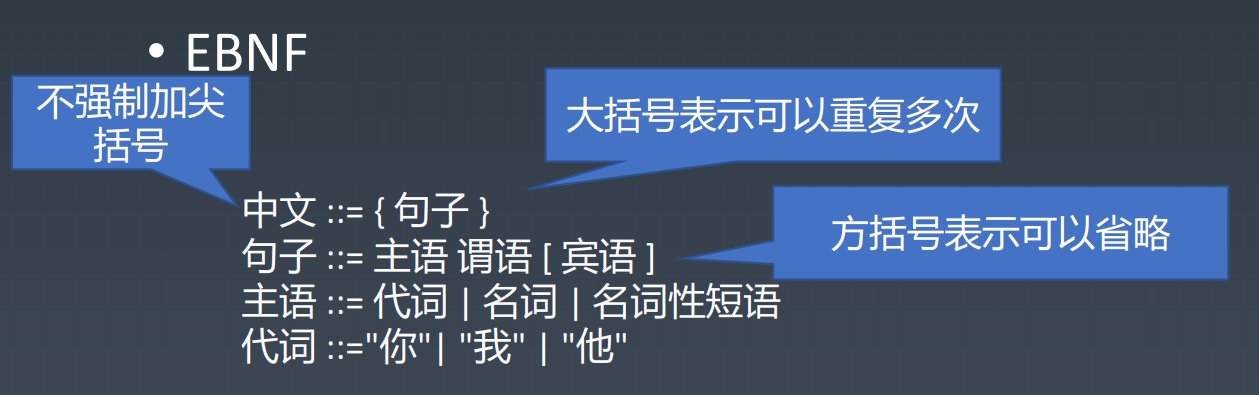 • EBNF
不强制加尖
括号
大括号表示可以重复多次
中文 ::= { 句子 }
方括号表示可以省略
句子 ::= 主语 谓语 [ 宾语 ]
主语 ::= 代词 | 名词 | 名词性短语
代词 ::="你"| "我" | "他"